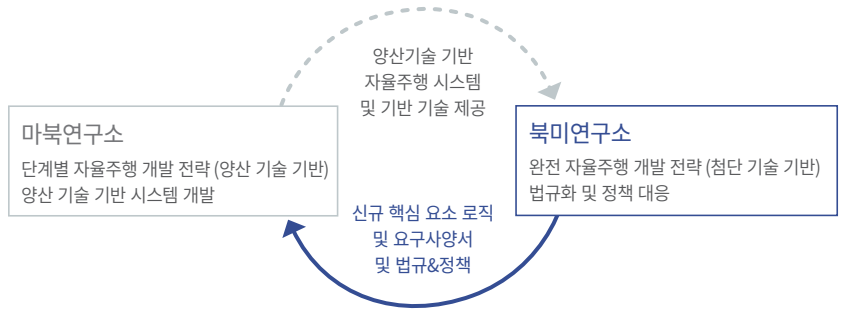 양산기술 기반
자율주행 시스템
및 기반 기술 제공
마북연구소
단계별 자율주행 개발 전략 (양산 기술 기반)
양산 기술 기반 시스템 개발
북미연구소
완전 자율주행 개발 전략 (첨단 기술 기반)
법규화 및 정책 대응
신규 핵심 요소 로직
및 요구사양서
및 법규&정책